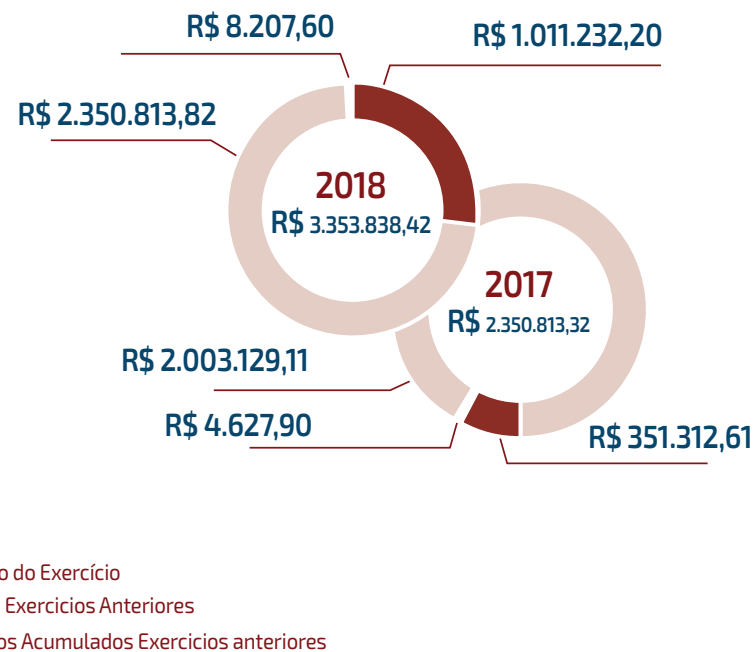 R$ 8.207,60
R$ 1.011.232,20
R$ 2.350.813,82
2018
R$ 3.353.838,42
2017
R$ 2.350.813,32
R$ 2.003.129,11
R$ 4.627,90
R$ 351.312,61
o do Exercício
Exercicios Anteriores
os Acumulados Exercicios anteriores